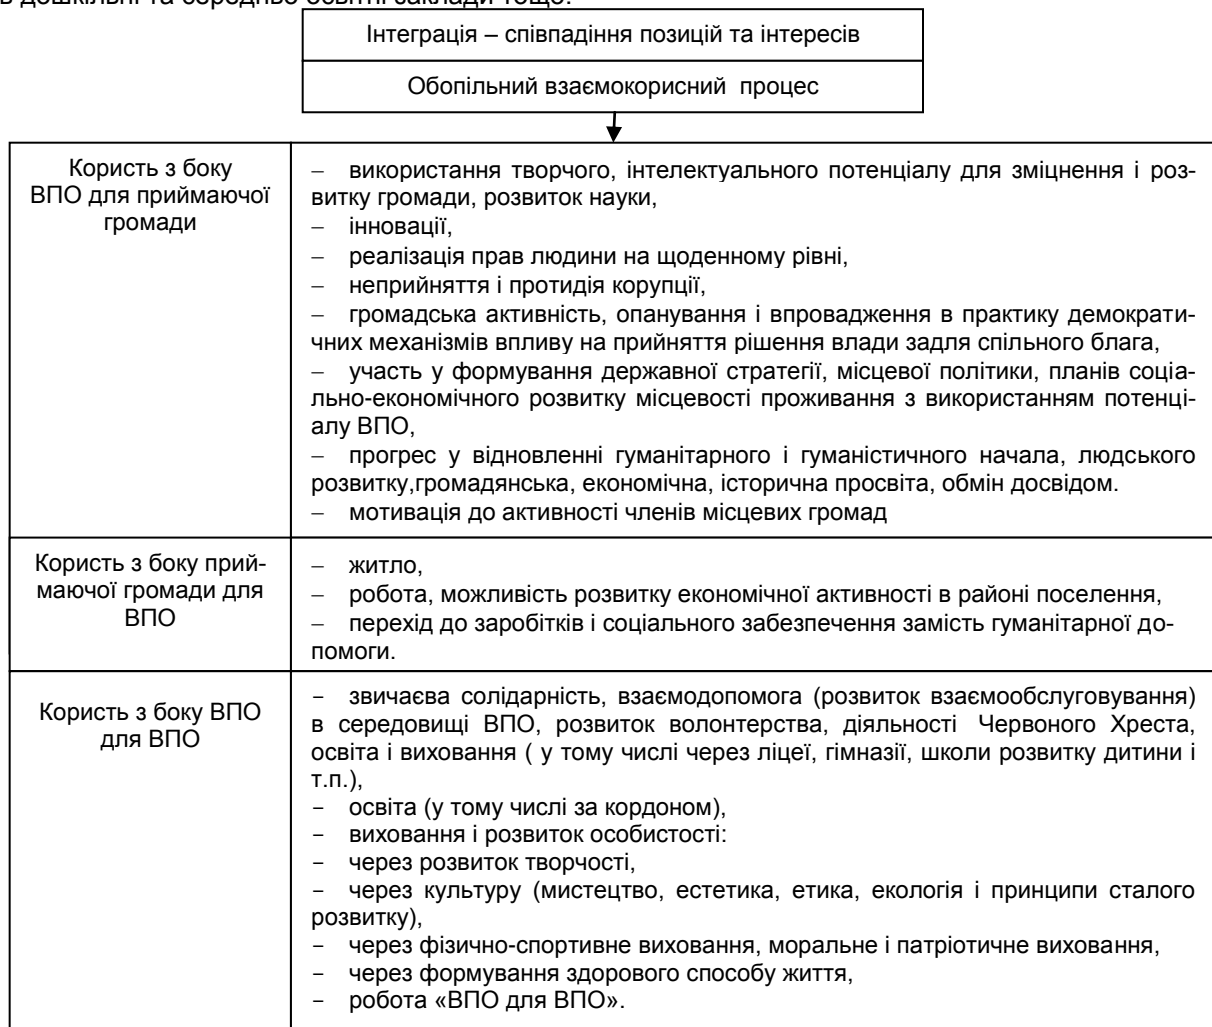 в дошкільні та середньо освітні заклади тощо.
Інтеграція – співпадіння позицій та інтересів
Обопільний взаємокорисний процес
Користь з боку
ВПО для приймаючої
громади
– використання творчого, інтелектуального потенціалу для зміцнення і роз-
витку громади, розвиток науки,
– інновації,
– реалізація прав людини на щоденному рівні,
– неприйняття і протидія корупції,
– громадська активність, опанування і впровадження в практику демократи-
чних механізмів впливу на прийняття рішення влади задля спільного блага,
– участь у формування державної стратегії, місцевої політики, планів соціа-
льно-економічного розвитку місцевості проживання з використанням потенці-
алу ВПО,
– прогрес у відновленні гуманітарного і гуманістичного начала, людського
розвитку,громадянська, економічна, історична просвіта, обмін досвідом.
– мотивація до активності членів місцевих громад
Користь з боку прий-
маючої громади для
ВПО
– житло,
– робота, можливість розвитку економічної активності в районі поселення,
– перехід до заробітків і соціального забезпечення замість гуманітарної до-
помоги.
Користь з боку ВПО
для ВПО
- звичаєва солідарність, взаємодопомога (розвиток взаємообслуговування)
в середовищі ВПО, розвиток волонтерства, діяльності Червоного Хреста,
освіта і виховання ( у тому числі через ліцеї, гімназії, школи розвитку дитини і
т.п.),
- освіта (у тому числі за кордоном),
- виховання і розвиток особистості:
- через розвиток творчості,
- через культуру (мистецтво, естетика, етика, екологія і принципи сталого
розвитку),
- через фізично-спортивне виховання, моральне і патріотичне виховання,
- через формування здорового способу життя,
- робота «ВПО для ВПО».